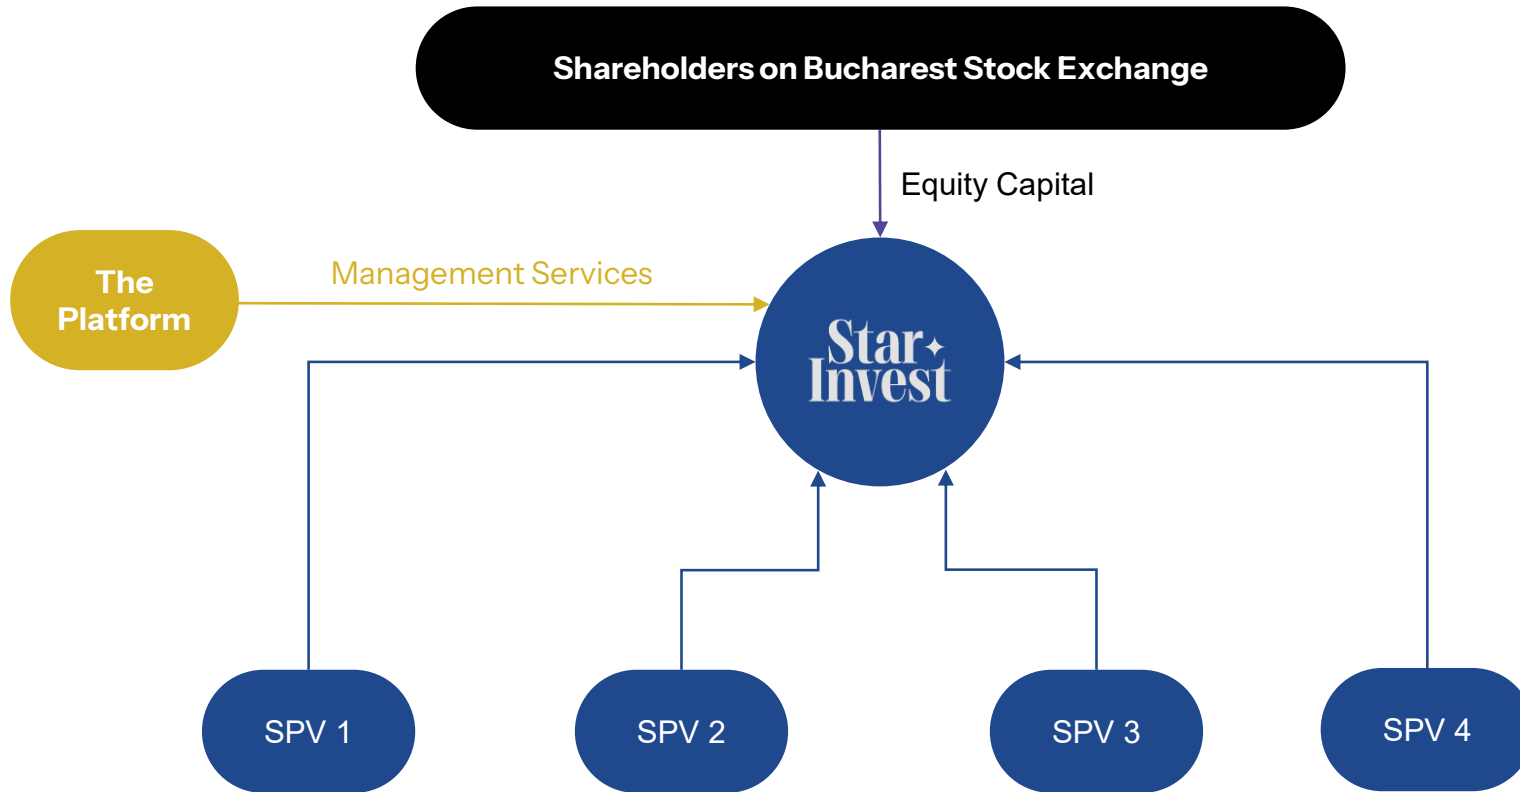 Shareholders on Bucharest Stock Exchange
Equity Capital
Management Services
The
Platform
Star
Invest
SPV 1
SPV 2
SPV 3
SPV 4